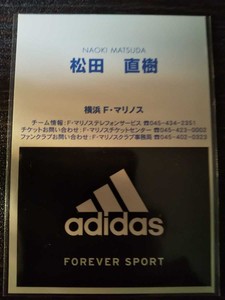 NAOKI MATSUDA
松田 直樹
横浜 F・マリノス
チーム情報:F・マリノステレフォンサービス ☎045-434-2351
チケットお問い合わせ:F・マリノスチケットセンター ☎045-423-0002
ファンクラブお問い合わせ:F・マリノスクラブ事務局 ☎045-402-0323
adidas
FOREVER SPORT